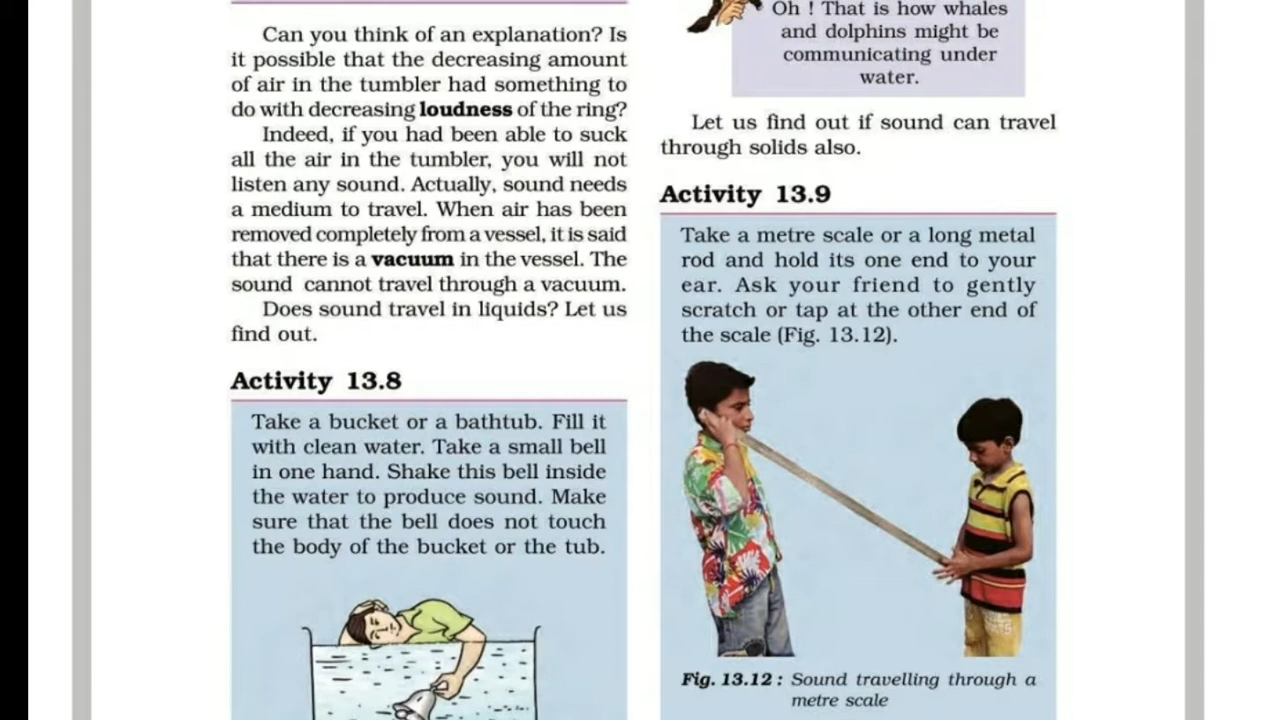 Can you think of an explanation? Is
it possible that the decreasing amount
of air in the tumbler had something to
do with decreasing loudness of the ring?
Indeed, if you had been able to suck
all the air in the tumbler, you will not
listen any sound. Actually, sound needs
a medium to travel. When air has been
removed completely from a vessel, it is said
that there is a vacuum in the vessel. The
sound cannot travel through a vacuum.
Does sound travel in liquids? Let us
find out.
Activity 13.8
Take a bucket or a bathtub. Fill it
with clean water. Take a small bell
in one hand. Shake this bell inside
the water to produce sound. Make
sure that the bell does not touch
the body of the bucket or the tub.
Oh ! That is how whales
and dolphins might be
communicating under
water.
Let us find out if sound can travel
through solids also.
Activity 13.9
Take a metre scale or a long metal
rod and hold its one end to your
ear. Ask your friend to gently
scratch or tap at the other end of
the scale (Fig. 13.12).
Fig. 13.12 : Sound travelling through a
metre scale